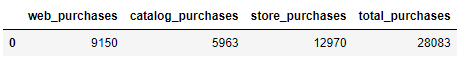 web_purchases catalog_purchases store_purchases total_purchases
0 9150 5963 12970 28083